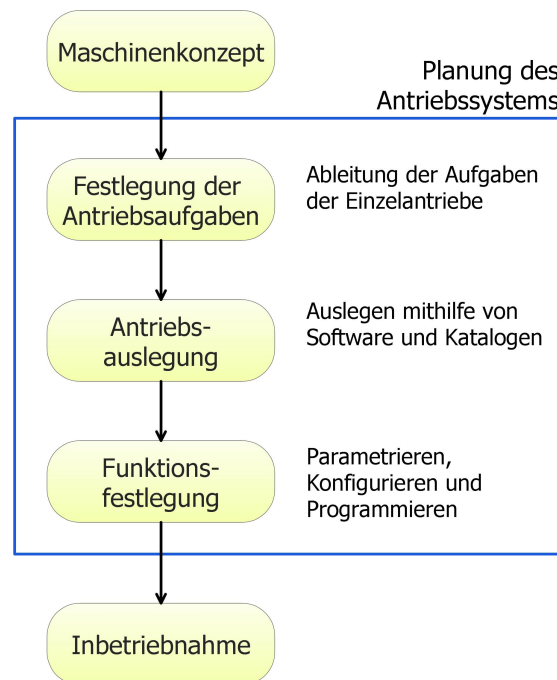 Maschinenkonzept
Planung des
Antriebssystems
Festlegung der
Antriebsaufgaben
Ableitung der Aufgaben
der Einzelantriebe
Antriebs-
auslegung
Auslegen mithilfe von
Software und Katalogen
Funktions-
festlegung
Parametrieren,
Konfigurieren und
Programmieren
Inbetriebnahme